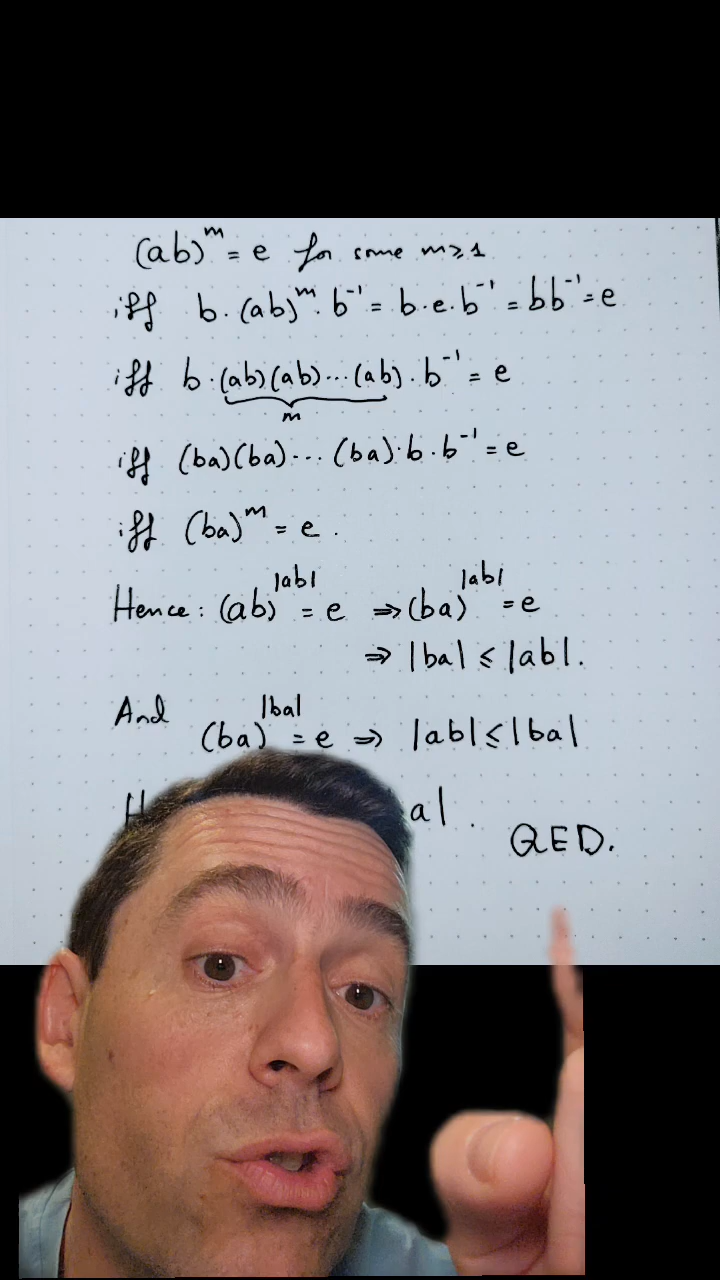 (ab)^m = e for some m ≥ 1
iff b·(ab)^m·b^-1 = b·e·b^-1 = bb^-1 = e
iff b·(ab)(ab)···(ab)·b^-1 = e
m
iff (ba)(ba)···(ba)·b·b^-1 = e
iff (ba)^m = e.
Hence: (ab)^|ab| = e ⇒ (ba)^|ab| = e
⇒ |ba| ≤ |ab|.
And (ba)^|ba| = e ⇒ |ab| ≤ |ba|
a|.
QED.